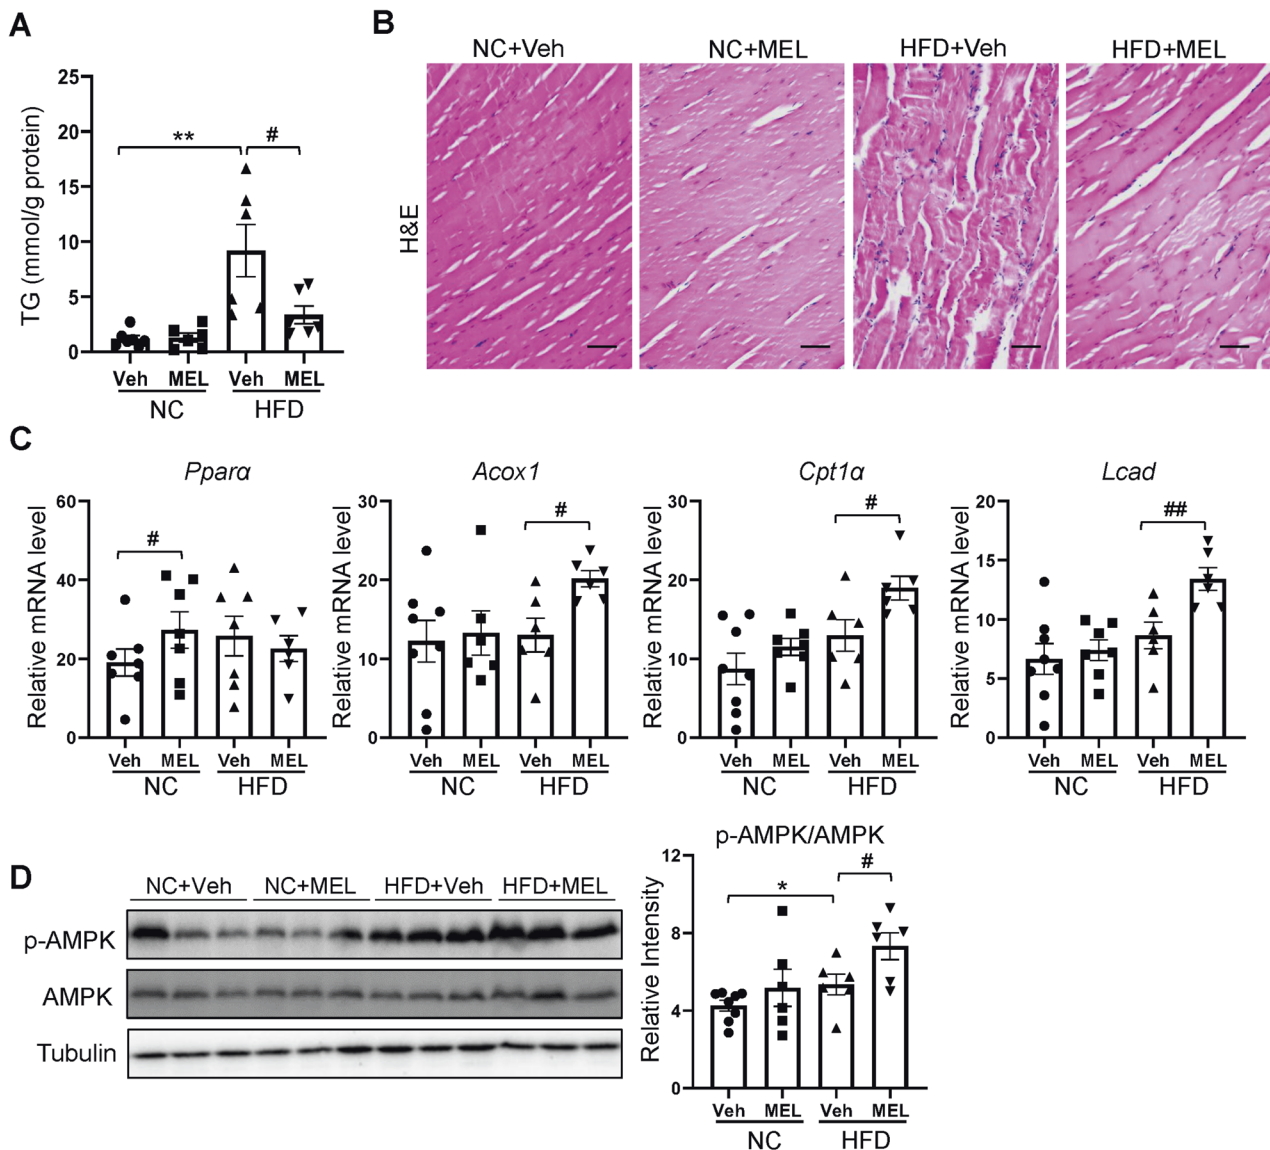 A
TG (mmol/g protein)
25
20
15
10
5
0
**
#
Veh MEL Veh MEL
NC HFD
B
NC+Veh NC+MEL HFD+Veh HFD+MEL
H&E
C
Pparα
Relative mRNA level
60
40
20
0
#
Veh MEL Veh MEL
NC HFD
Acox1
Relative mRNA level
30
20
10
0
#
Veh MEL Veh MEL
NC HFD
Cpt1α
Relative mRNA level
30
20
10
0
#
Veh MEL Veh MEL
NC HFD
Lcad
Relative mRNA level
20
15
10
5
0
##
Veh MEL Veh MEL
NC HFD
D
NC+Veh NC+MEL HFD+Veh HFD+MEL
p-AMPK
AMPK
Tubulin
p-AMPK/AMPK
Relative Intensity
12
8
4
0
*
#
Veh MEL Veh MEL
NC HFD